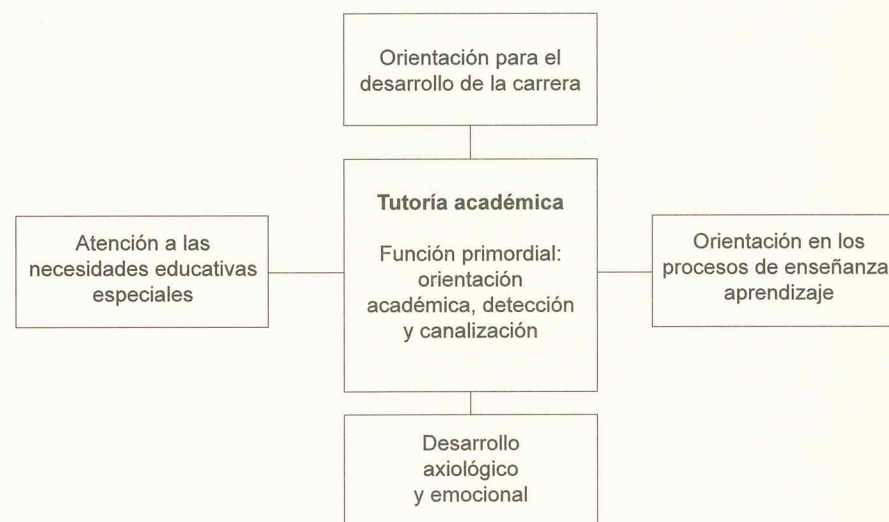 Orientación para el
desarrollo de la carrera
Tutoría académica
Función primordial:
orientación
académica, detección
y canalización
Atención a las
necesidades educativas
especiales
Orientación en los
procesos de enseñanza
aprendizaje
Desarrollo
axiológico
y emocional